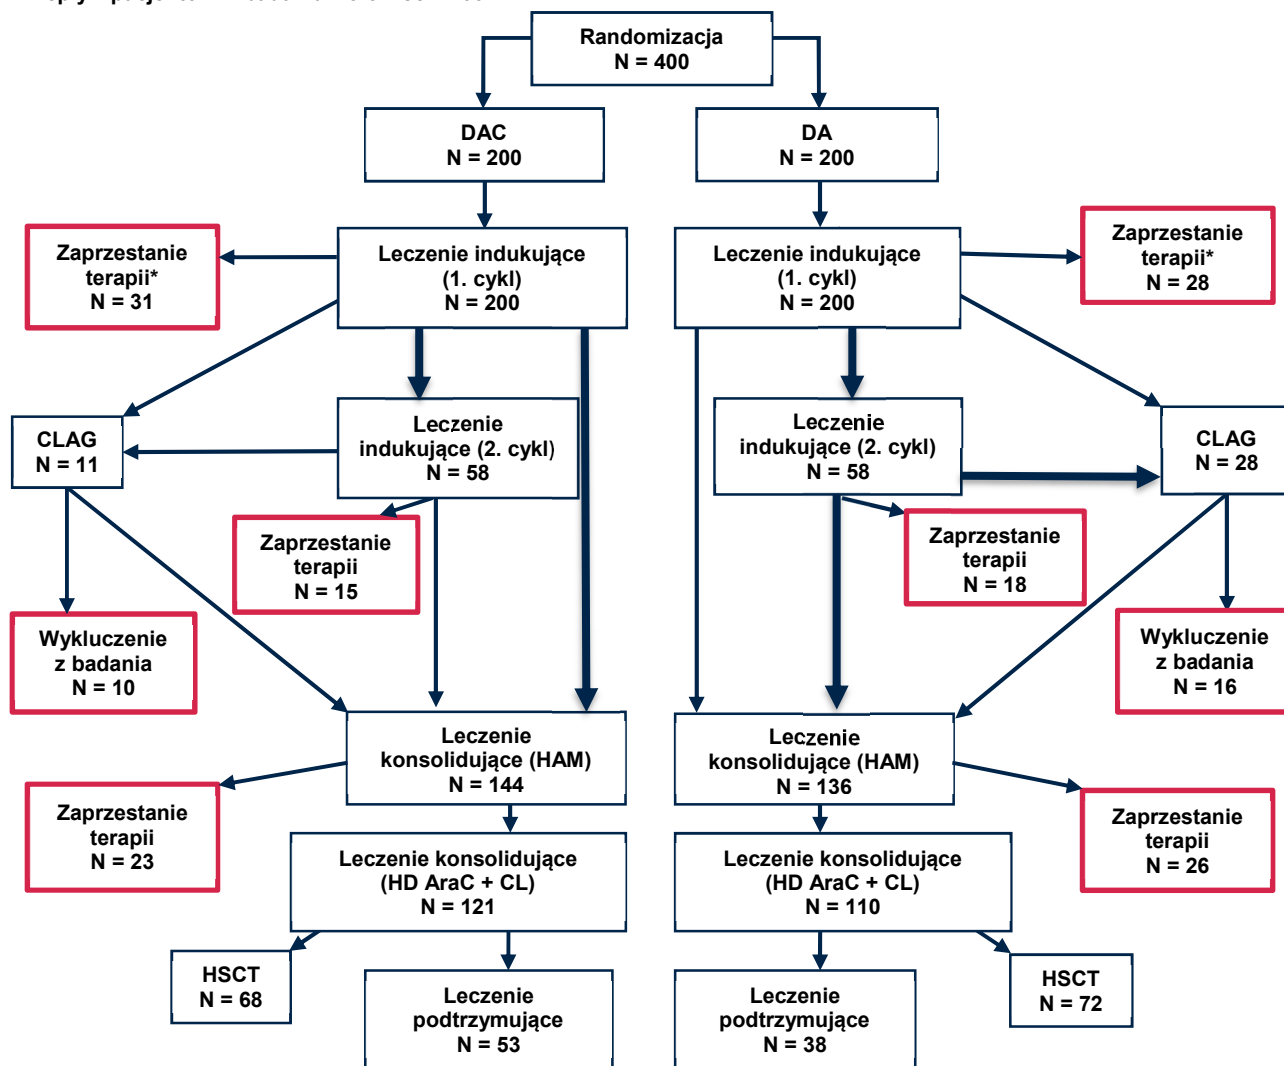 Randomizacja
N = 400
DAC
N = 200
DA
N = 200
Zaprzestanie
terapii*
N = 31
Leczenie indukujące
(1. cykl)
N = 200
Leczenie indukujące
(1. cykl)
N = 200
Zaprzestanie
terapii*
N = 28
CLAG
N = 11
Leczenie
indukujące (2. cykl)
N = 58
Leczenie
indukujące (2. cykl)
N = 58
CLAG
N = 28
Zaprzestanie
terapii
N = 15
Zaprzestanie
terapii
N = 18
Wykluczenie
z badania
N = 10
Wykluczenie
z badania
N = 16
Leczenie
konsolidujące (HAM)
N = 144
Leczenie
konsolidujące (HAM)
N = 136
Zaprzestanie
terapii
N = 23
Zaprzestanie
terapii
N = 26
Leczenie konsolidujące
(HD AraC + CL)
N = 121
Leczenie konsolidujące
(HD AraC + CL)
N = 110
HSCT
N = 68
Leczenie
podtrzymujące
N = 53
Leczenie
podtrzymujące
N = 38
HSCT
N = 72